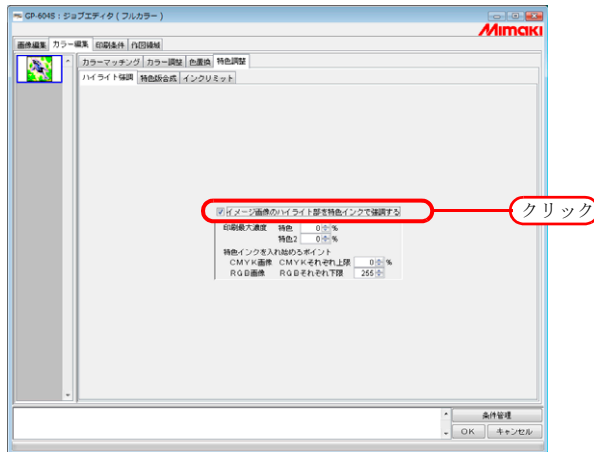 GP-604S：ジョブエディタ（フルカラー）
Mimaki
画像編集 カラー編集 印刷条件 作図領域
カラーマッチング カラー調整 色置換 特色調整
ハイライト強調 特色版合成 インクリミット
イメージ画像のハイライト部を特色インクで強調する
クリック
印刷最大濃度 特色 0 %
特色2 0 %
特色インクを入れ始めるポイント
CMYK画像 CMYKそれぞれ上限 0 %
RGB画像 RGBそれぞれ下限 255
条件管理
OK キャンセル